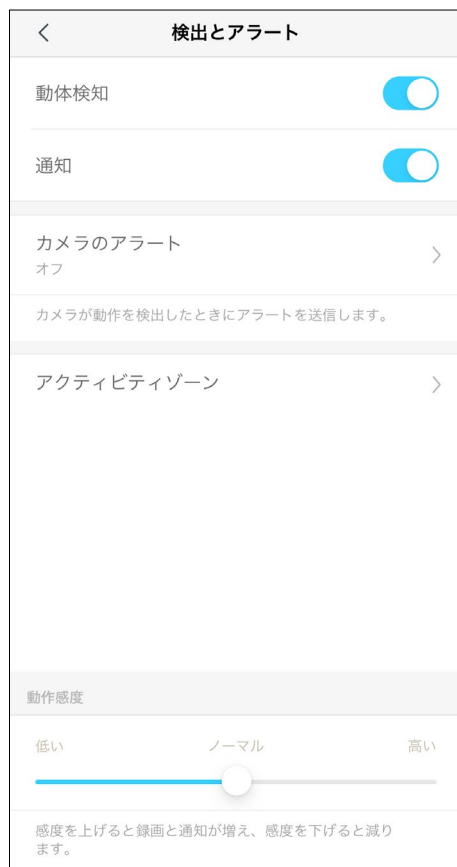 検出とアラート
動体検知
通知
カメラのアラート
オフ
カメラが動作を検出したときにアラートを送信します。
アクティビティゾーン
動作感度
低い ノーマル 高い
感度を上げると録画と通知が増え、感度を下げると減り
ます。